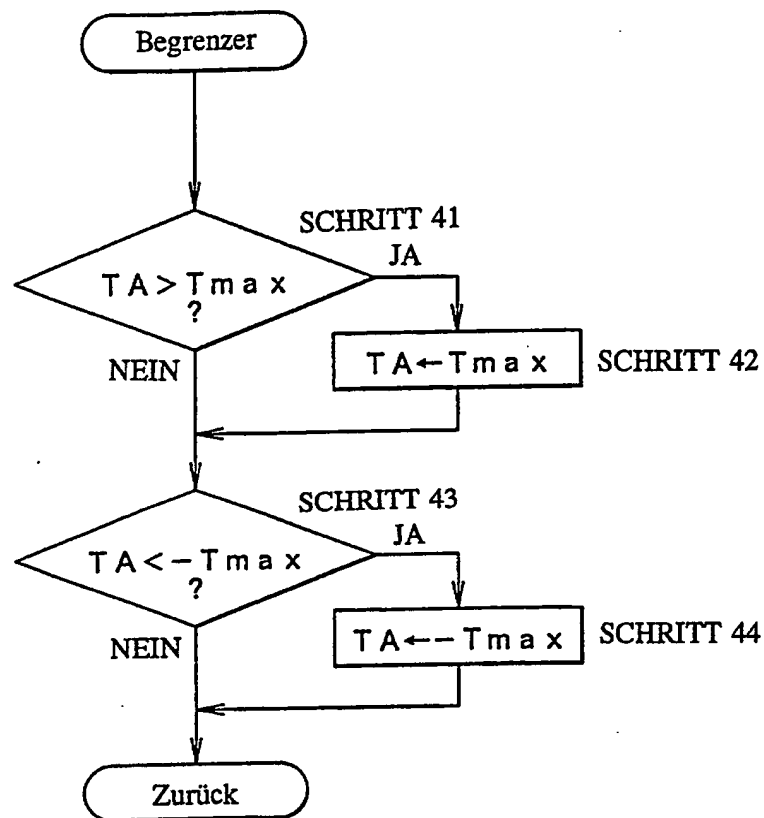 Begrenzer
SCHRITT 41
JA
TA>Tmax
?
NEIN
TA←Tmax
SCHRITT 42
SCHRITT 43
JA
TA<-Tmax
?
NEIN
TA←-Tmax
SCHRITT 44
Zurück